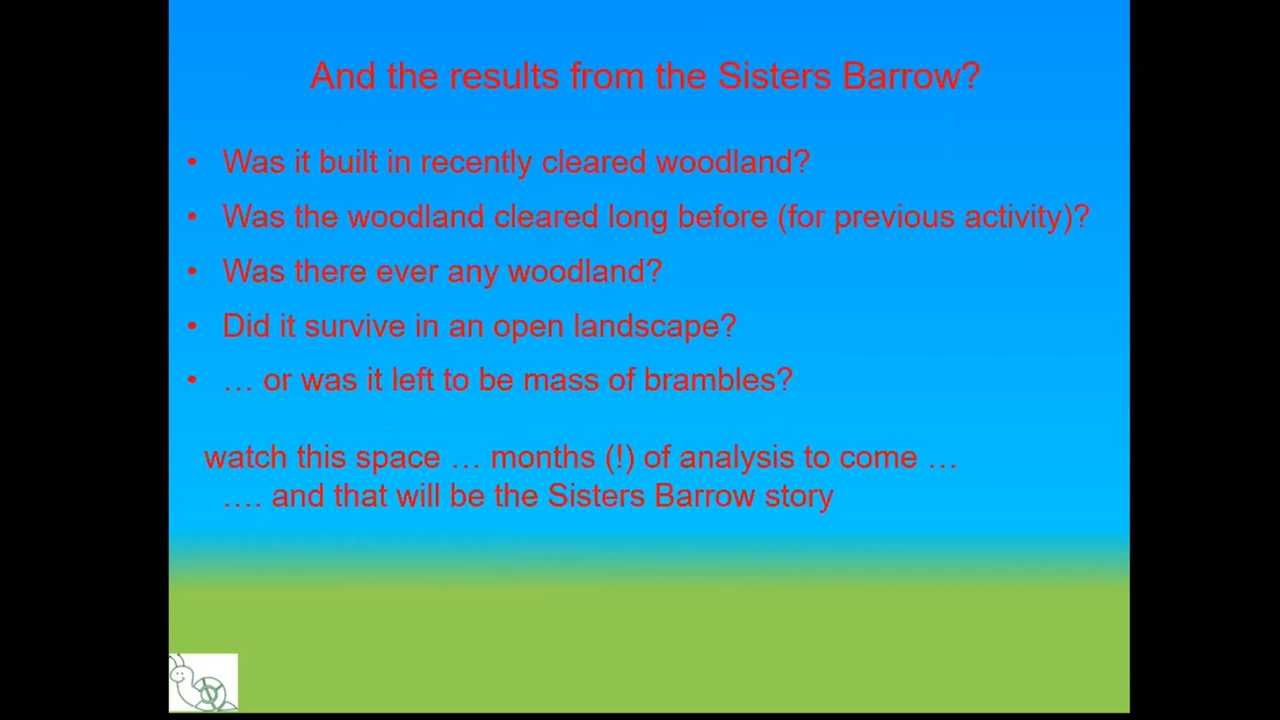 And the results from the Sisters Barrow?
• Was it built in recently cleared woodland?
• Was the woodland cleared long before (for previous activity)?
• Was there ever any woodland?
• Did it survive in an open landscape?
• … or was it left to be mass of brambles?
watch this space … months (!) of analysis to come …
…. and that will be the Sisters Barrow story